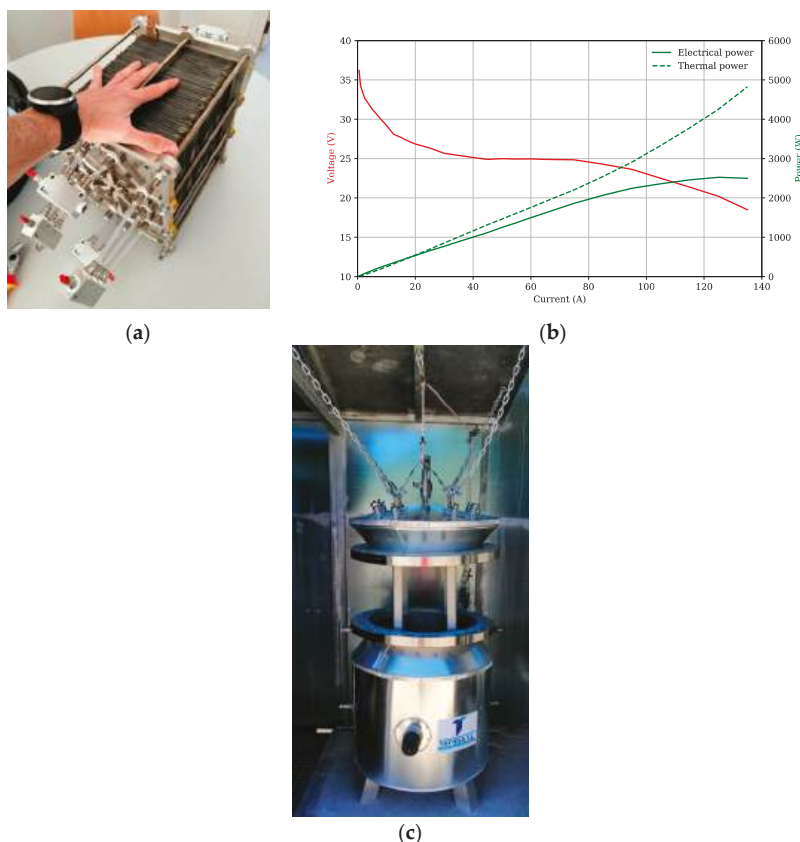 40
35
30
25
20
15
10
Voltage (V)
Electrical power
Thermal power
6000
5000
4000
3000
2000
1000
0
Power (W)
0 20 40 60 80 100 120 140
Current (A)
(a)
(b)
T
(c)